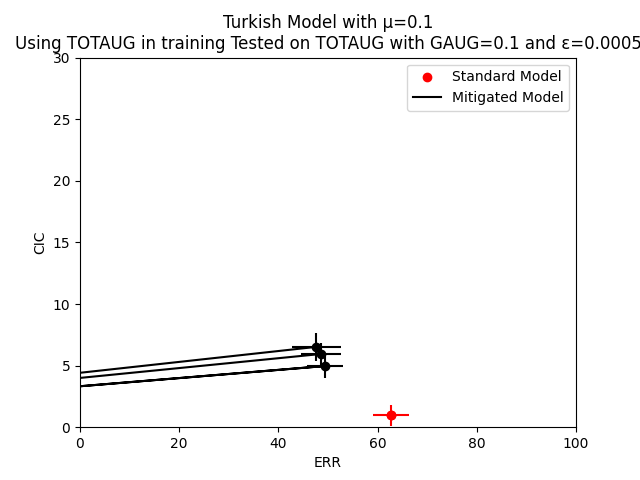 Turkish Model with μ=0.1
Using TOTAUG in training Tested on TOTAUG with GAUG=0.1 and ε=0.0005
30
25
20
15
10
5
0
CIC
Standard Model
Mitigated Model
0 20 40 60 80 100
ERR